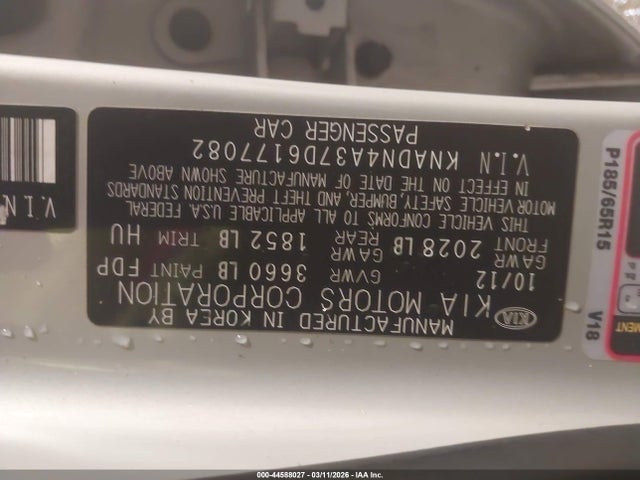 MANUFACTURED IN KOREA BY
KIA MOTORS CORPORATION
KIA
10/12 GVWR 3660 LB PAINT FDP
GAWR FRONT 2028 LB GAWR REAR 1852 LB TRIM HU
THIS VEHICLE CONFORMS TO ALL APPLICABLE U.S.A. FEDERAL
MOTOR VEHICLE SAFETY, BUMPER, AND THEFT PREVENTION STANDARDS
IN EFFECT ON THE DATE OF MANUFACTURE SHOWN ABOVE
V.I.N KNADN4A37D6177082
PASSENGER CAR
V.I.N
P185/65R15
V18
000-44588027 - 03/11/2026 - IAA Inc.